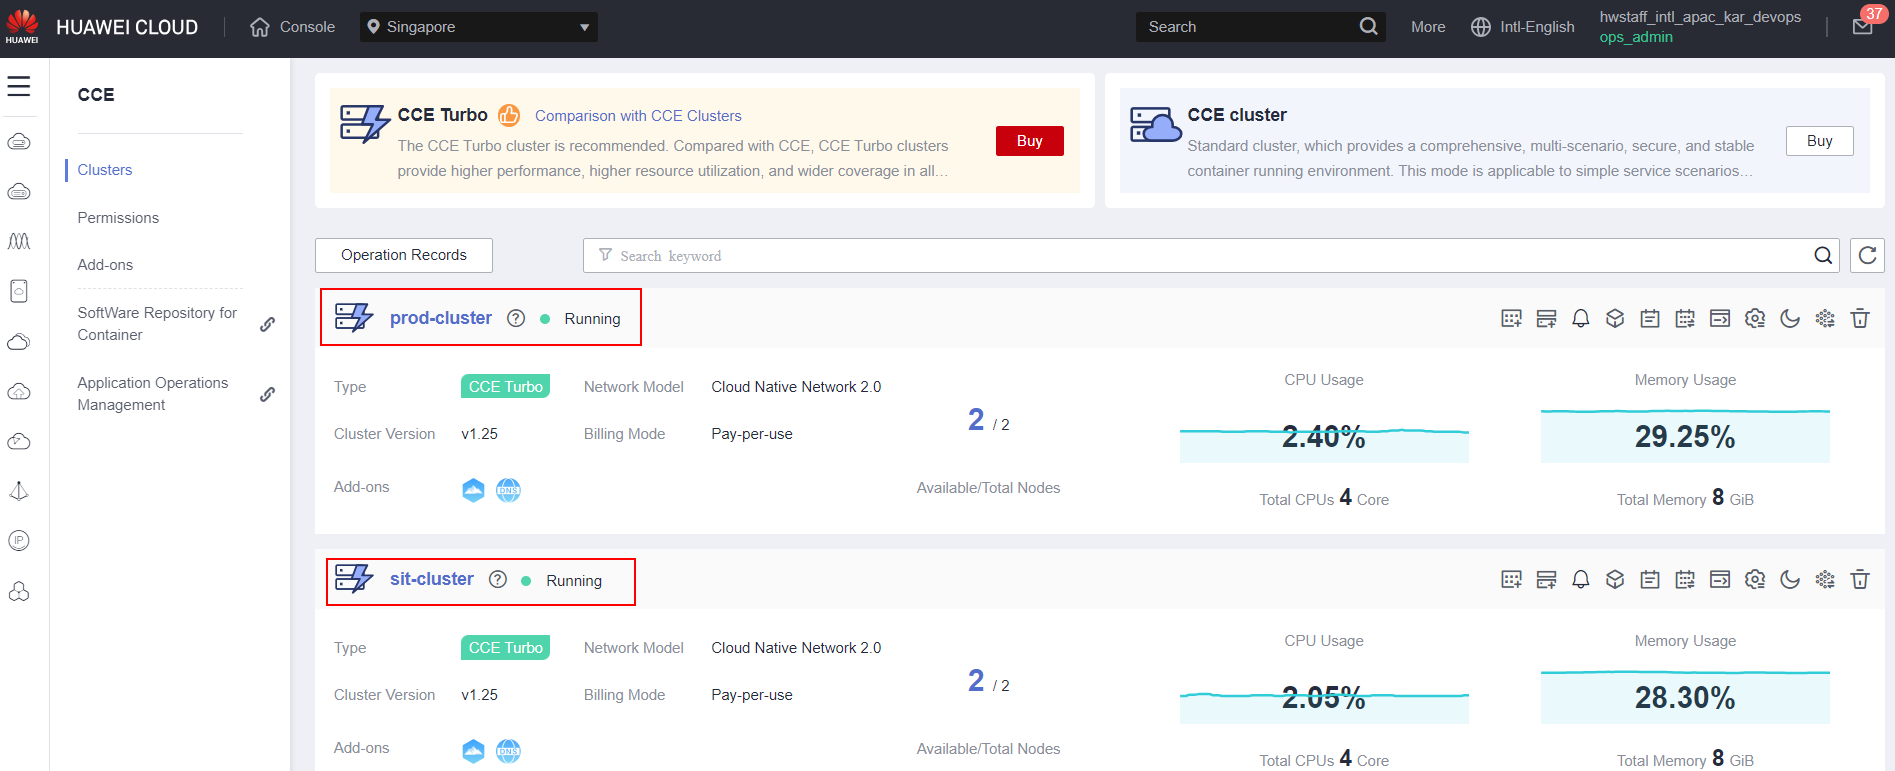 HUAWEI
HUAWEI CLOUD
Console
Singapore
Search
More
Intl-English
hwstaff_intl_apac_kar_devops
ops_admin
37
CCE
Clusters
Permissions
Add-ons
SoftWare Repository for
Container
Application Operations
Management
IP
CCE Turbo
Comparison with CCE Clusters
The CCE Turbo cluster is recommended. Compared with CCE, CCE Turbo clusters
provide higher performance, higher resource utilization, and wider coverage in all…
Buy
CCE cluster
Standard cluster, which provides a comprehensive, multi-scenario, secure, and stable
container running environment. This mode is applicable to simple service scenarios…
Buy
Operation Records
Search keyword
prod-cluster ? Running
Type CCE Turbo Network Model Cloud Native Network 2.0
Cluster Version v1.25 Billing Mode Pay-per-use
Add-ons DNS
2 / 2
Available/Total Nodes
CPU Usage
2.40%
Total CPUs 4 Core
Memory Usage
29.25%
Total Memory 8 GiB
sit-cluster ? Running
Type CCE Turbo Network Model Cloud Native Network 2.0
Cluster Version v1.25 Billing Mode Pay-per-use
Add-ons DNS
2 / 2
Available/Total Nodes
CPU Usage
2.05%
Total CPUs 4 Core
Memory Usage
28.30%
Total Memory 8 GiB